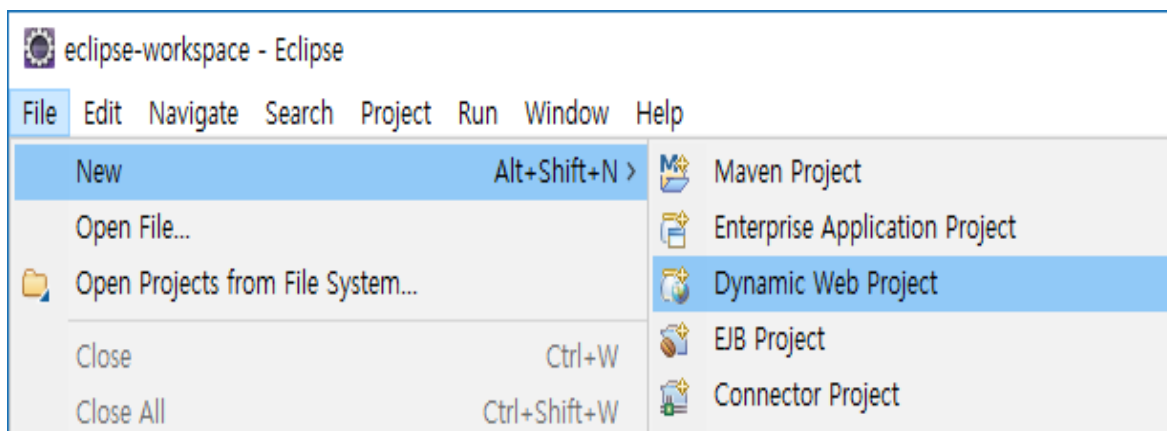 eclipse-workspace - Eclipse
File Edit Navigate Search Project Run Window Help
New Alt+Shift+N >
Open File...
Open Projects from File System...
Close Ctrl+W
Close All Ctrl+Shift+W
Maven Project
Enterprise Application Project
Dynamic Web Project
EJB Project
Connector Project